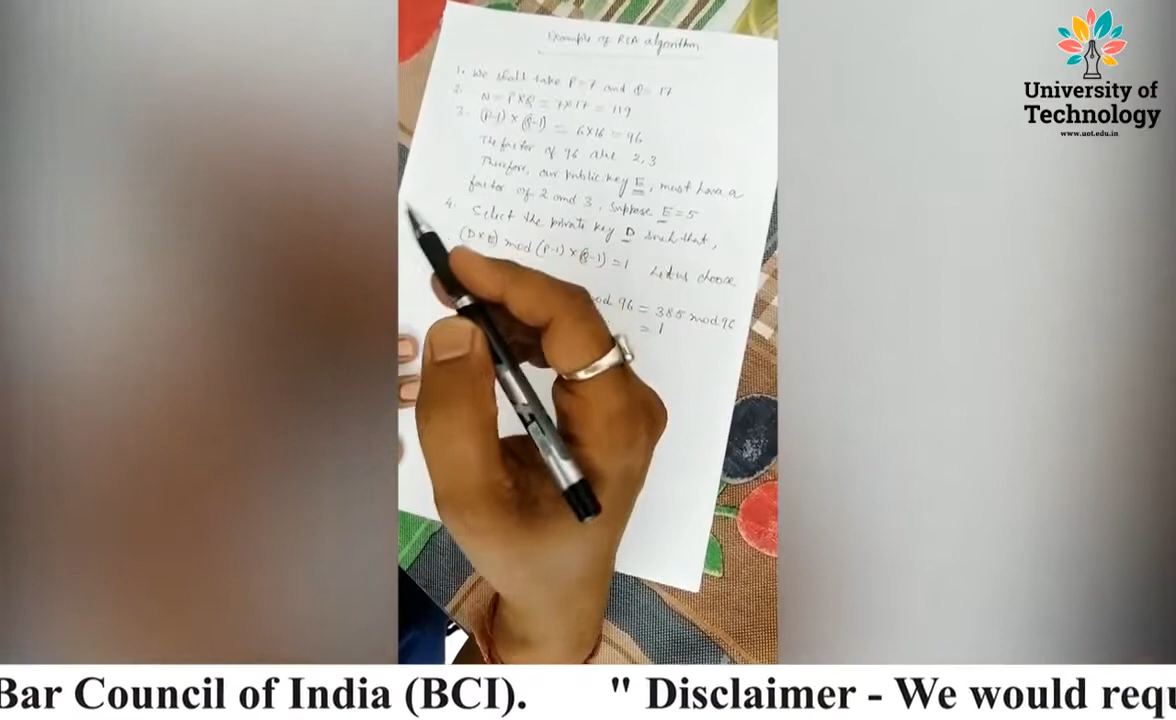 Example of RSA algorithm
1. We shall take P=7 and Q=17
2. N = P×Q = 7×17 = 119
3. (P-1) × (Q-1) = 6×16 = 96
The factor of 96 are 2, 3
Therefore, our public key E, must have a
factor of 2 and 3. Suppose E=5
4. Select the private key D such that,
(D×E) mod (P-1) × (Q-1) = 1 Let us choose
mod 96 = 385 mod 96
= 1
University of
Technology
www.uot.edu.in
Bar Council of India (BCI). " Disclaimer - We would requ